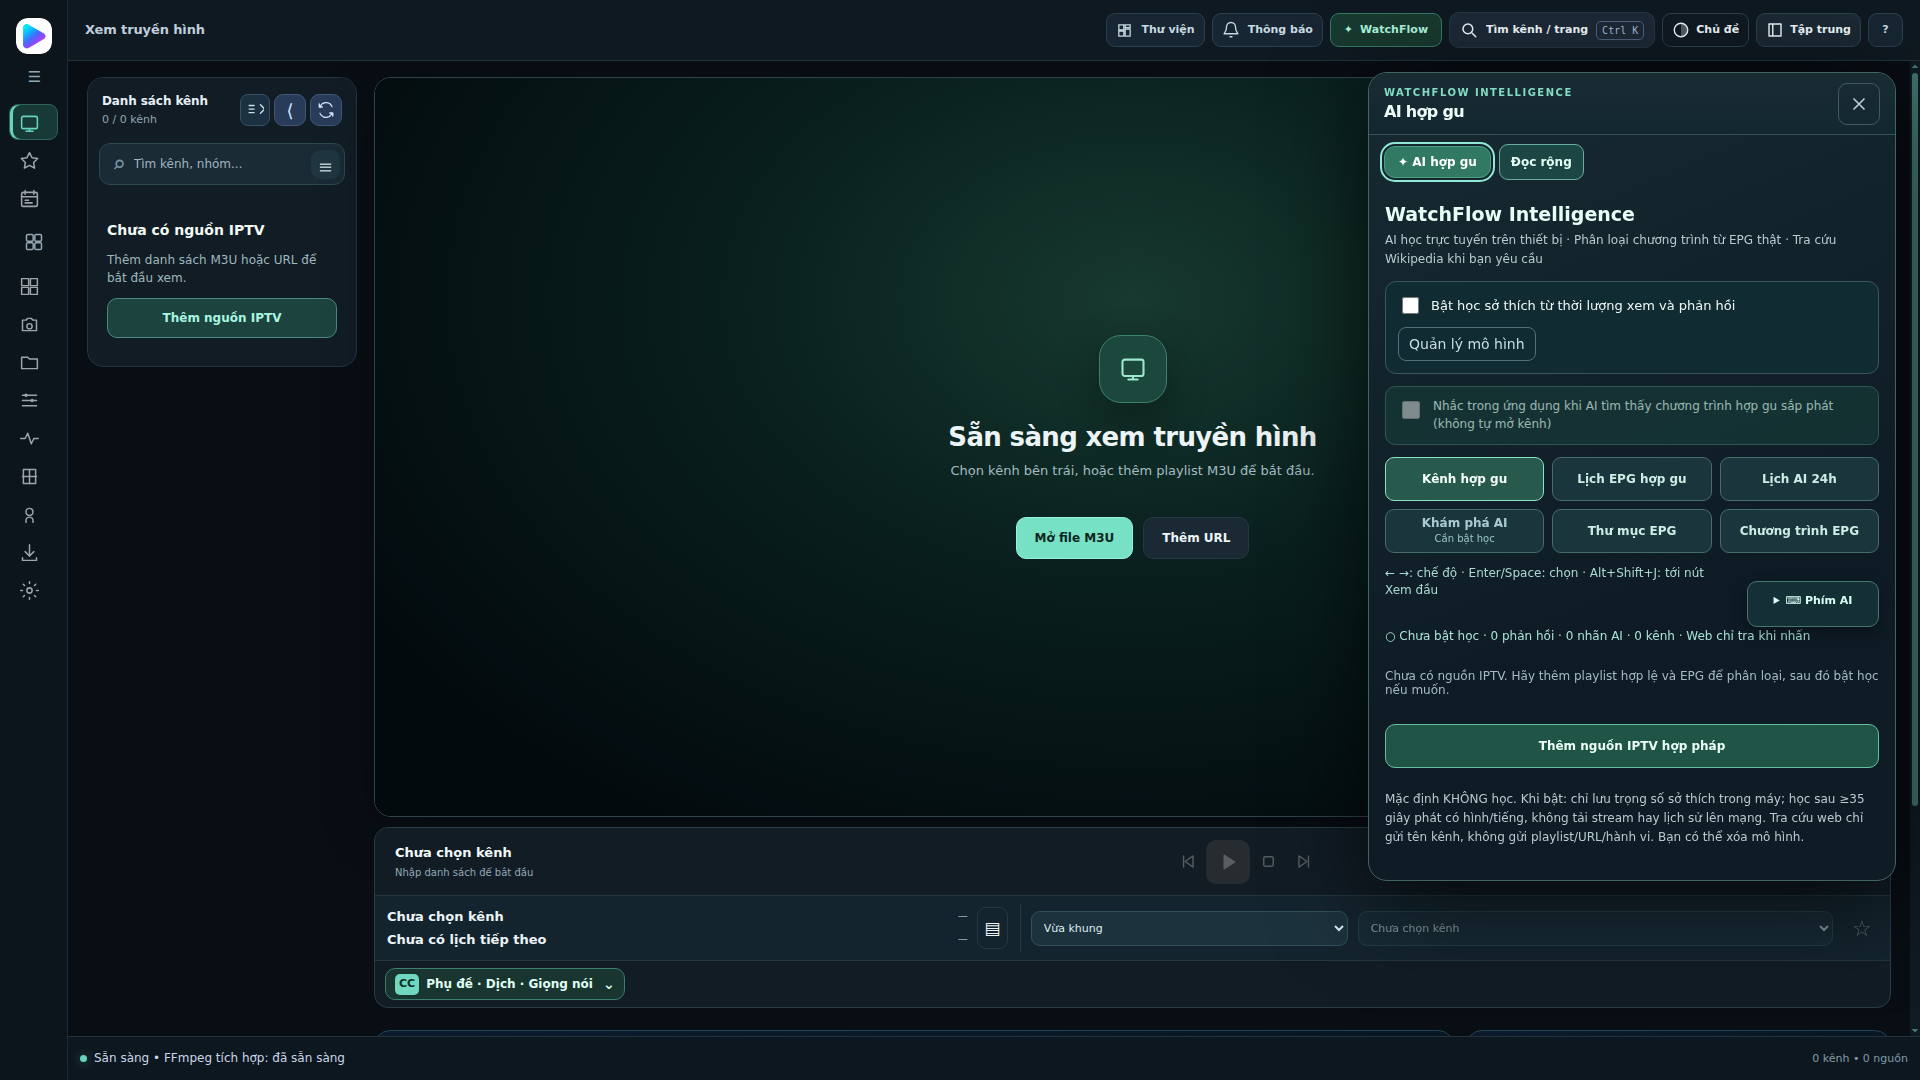 Xem truyền hình
Thư viện
Thông báo
✦ WatchFlow
Tìm kênh / trang Ctrl K
Chủ đề
Tập trung
?
Danh sách kênh
0 / 0 kênh
Tìm kênh, nhóm...
Chưa có nguồn IPTV
Thêm danh sách M3U hoặc URL để
bắt đầu xem.
Thêm nguồn IPTV
Sẵn sàng xem truyền hình
Chọn kênh bên trái, hoặc thêm playlist M3U để bắt đầu.
Mở file M3U
Thêm URL
WATCHFLOW INTELLIGENCE
AI hợp gu
✦ AI hợp gu
Đọc rộng
WatchFlow Intelligence
AI học trực tuyến trên thiết bị · Phân loại chương trình từ EPG thật · Tra cứu
Wikipedia khi bạn yêu cầu
Bật học sở thích từ thời lượng xem và phản hồi
Quản lý mô hình
Nhắc trong ứng dụng khi AI tìm thấy chương trình hợp gu sắp phát
(không tự mở kênh)
Kênh hợp gu
Lịch EPG hợp gu
Lịch AI 24h
Khám phá AI
Cần bật học
Thư mục EPG
Chương trình EPG
← →: chế độ · Enter/Space: chọn · Alt+Shift+J: tới nút
Xem đầu
▶ ⌨ Phím AI
○ Chưa bật học · 0 phản hồi · 0 nhãn AI · 0 kênh · Web chỉ tra khi nhấn
Chưa có nguồn IPTV. Hãy thêm playlist hợp lệ và EPG để phân loại, sau đó bật học
nếu muốn.
Thêm nguồn IPTV hợp pháp
Mặc định KHÔNG học. Khi bật: chỉ lưu trọng số sở thích trong máy; học sau ≥35
giây phát có hình/tiếng, không tải stream hay lịch sử lên mạng. Tra cứu web chỉ
gửi tên kênh, không gửi playlist/URL/hành vi. Bạn có thể xóa mô hình.
Chưa chọn kênh
Nhập danh sách để bắt đầu
Chưa chọn kênh —
Chưa có lịch tiếp theo —
Vừa khung
Chưa chọn kênh
CC Phụ đề · Dịch · Giọng nói
Sẵn sàng • FFmpeg tích hợp: đã sẵn sàng
0 kênh • 0 nguồn